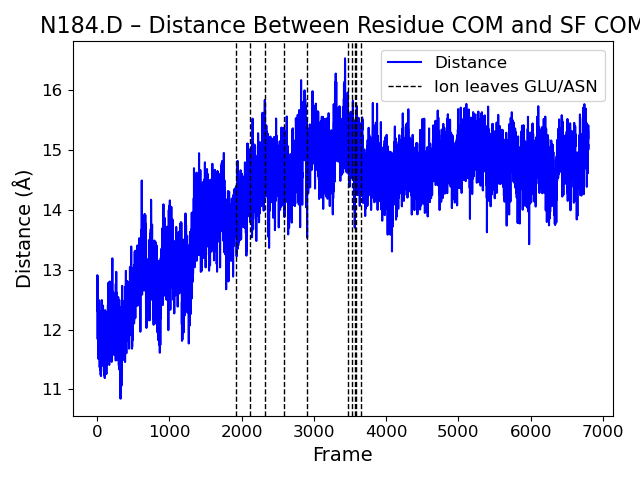 N184.D – Distance Between Residue COM and SF COM
Distance (Å)
16
15
14
13
12
11
Distance
Ion leaves GLU/ASN
0 1000 2000 3000 4000 5000 6000 7000
Frame